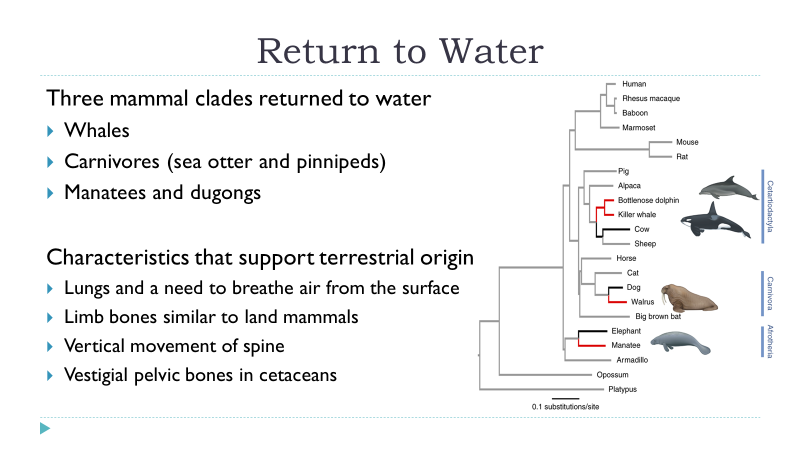 Return to Water
Three mammal clades returned to water
Whales
Carnivores (sea otter and pinnipeds)
Manatees and dugongs
Characteristics that support terrestrial origin
Lungs and a need to breathe air from the surface
Limb bones similar to land mammals
Vertical movement of spine
Vestigial pelvic bones in cetaceans
Human
Rhesus macaque
Baboon
Marmoset
Mouse
Rat
Pig
Alpaca
Bottlenose dolphin
Killer whale
Cow
Sheep
Horse
Cat
Dog
Walrus
Big brown bat
Elephant
Manatee
Armadillo
Opossum
Platypus
0.1 substitutions/site
Cetartiodactyla
Carnivora
Afrotheria